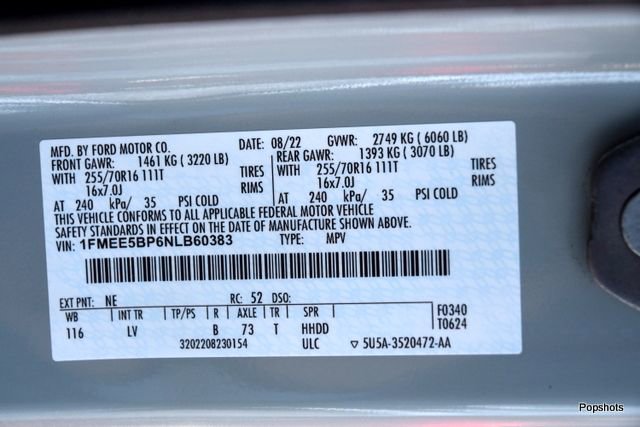 MFD. BY FORD MOTOR CO. DATE: 08/22 GVWR: 2749 KG ( 6060 LB)
FRONT GAWR: 1461 KG ( 3220 LB) REAR GAWR: 1393 KG ( 3070 LB)
WITH 255/70R16 111T TIRES WITH 255/70R16 111T TIRES
16x7.0J RIMS 16x7.0J RIMS
AT 240 kPa/ 35 PSI COLD AT 240 kPa/ 35 PSI COLD
THIS VEHICLE CONFORMS TO ALL APPLICABLE FEDERAL MOTOR VEHICLE
SAFETY STANDARDS IN EFFECT ON THE DATE OF MANUFACTURE SHOWN ABOVE.
VIN: 1FMEE5BP6NLB60383 TYPE: MPV
EXT PNT: NE RC: 52 DSO:
WB INT TR TP/PS R AXLE TR SPR F0340
116 LV B 73 T HHDD T0624
3202208230154 ULC ▽ 5U5A-3520472-AA
Popshots